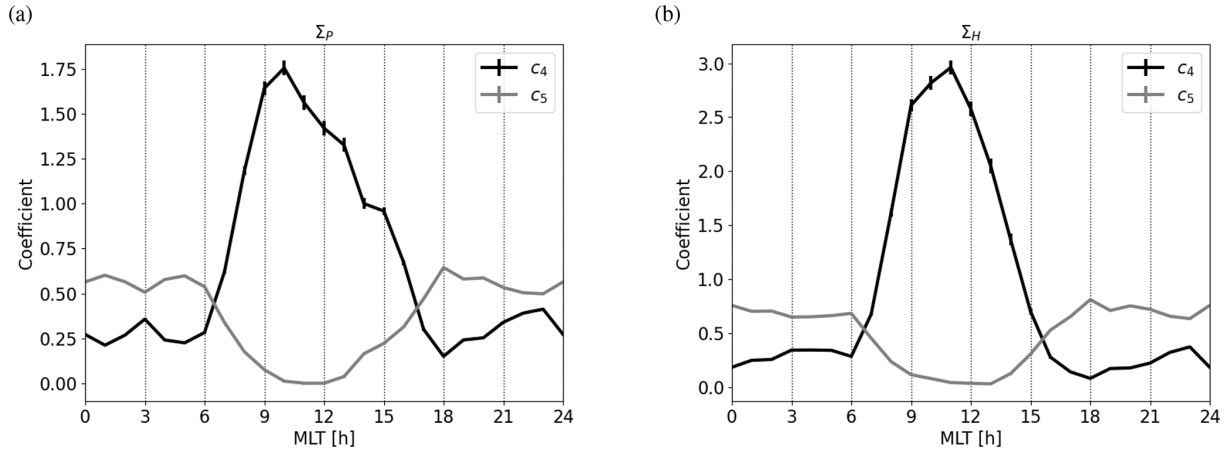 (a)
Σ_P
Coefficient
1.75
1.50
1.25
1.00
0.75
0.50
0.25
0.00
c_4
c_5
0 3 6 9 12 15 18 21 24
MLT [h]
(b)
Σ_H
Coefficient
3.0
2.5
2.0
1.5
1.0
0.5
0.0
c_4
c_5
0 3 6 9 12 15 18 21 24
MLT [h]